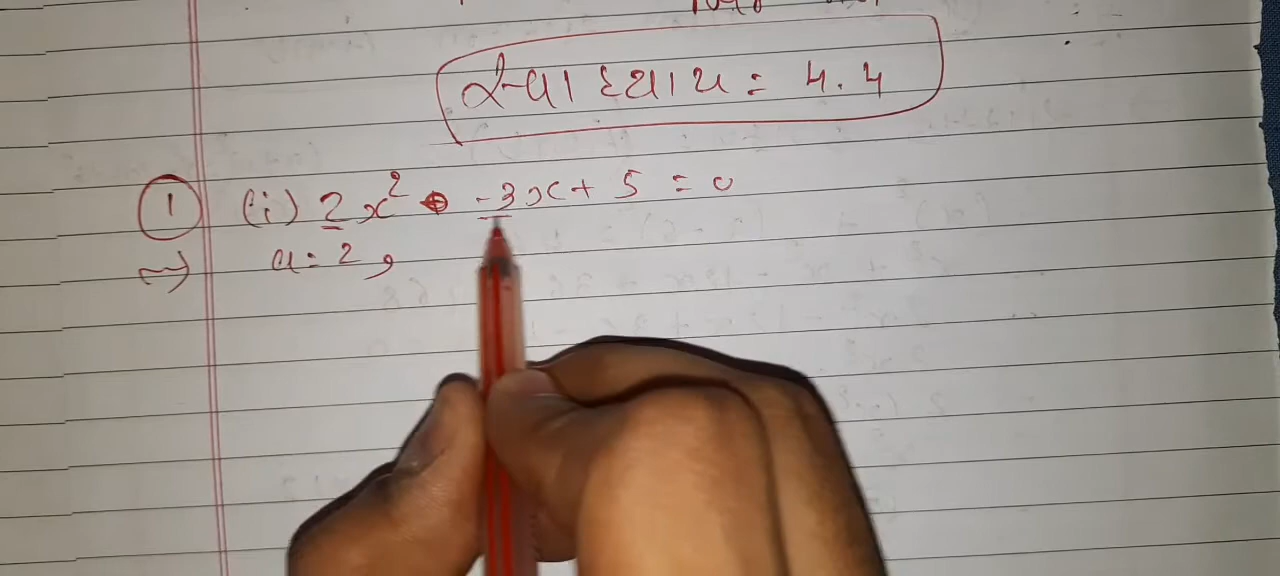 સ્વાધ્યાય = 4.4
1 (i) 2x² -3x + 5 = 0
→ a = 2,